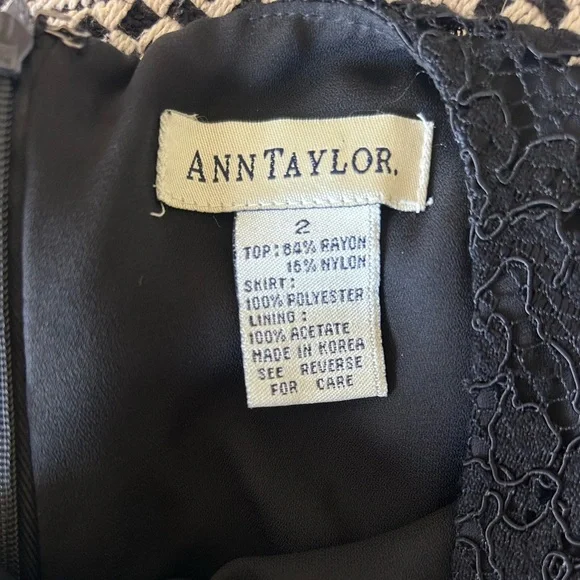 ANNTAYLOR.
2
TOP: 84% RAYON
15% NYLON
SKIRT:
100% POLYESTER
LINING:
100% ACETATE
MADE IN KOREA
SEE REVERSE
FOR CARE